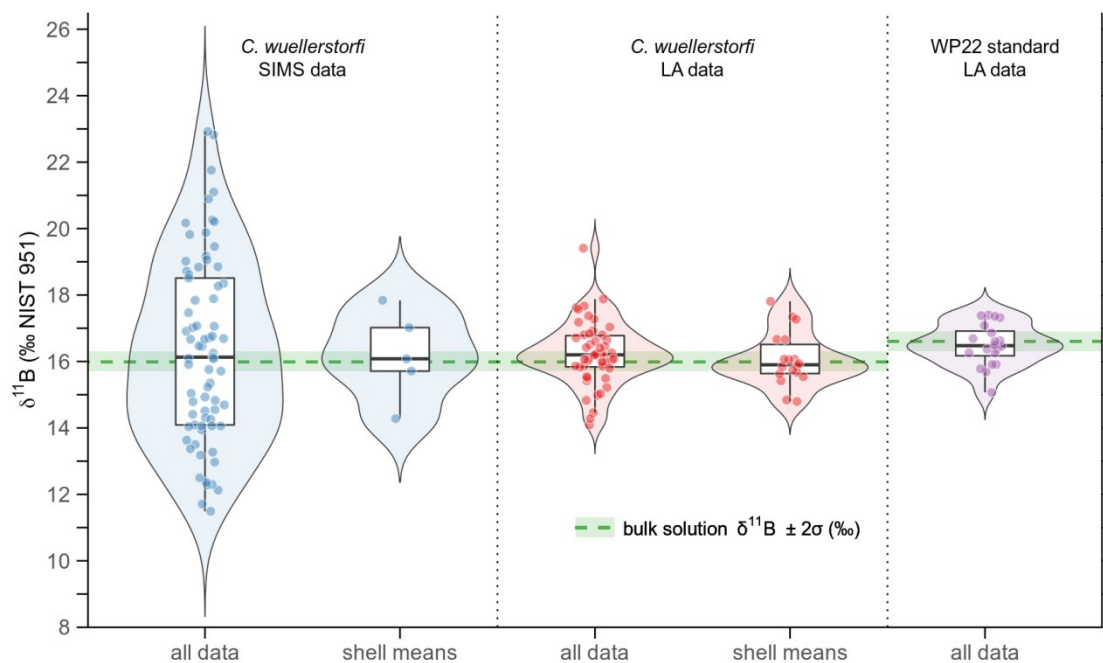 C. wuellerstorfi
SIMS data
C. wuellerstorfi
LA data
WP22 standard
LA data
δ¹¹B (‰ NIST 951)
26
24
22
20
18
16
14
12
10
8
bulk solution δ¹¹B ± 2σ (‰)
all data
shell means
all data
shell means
all data